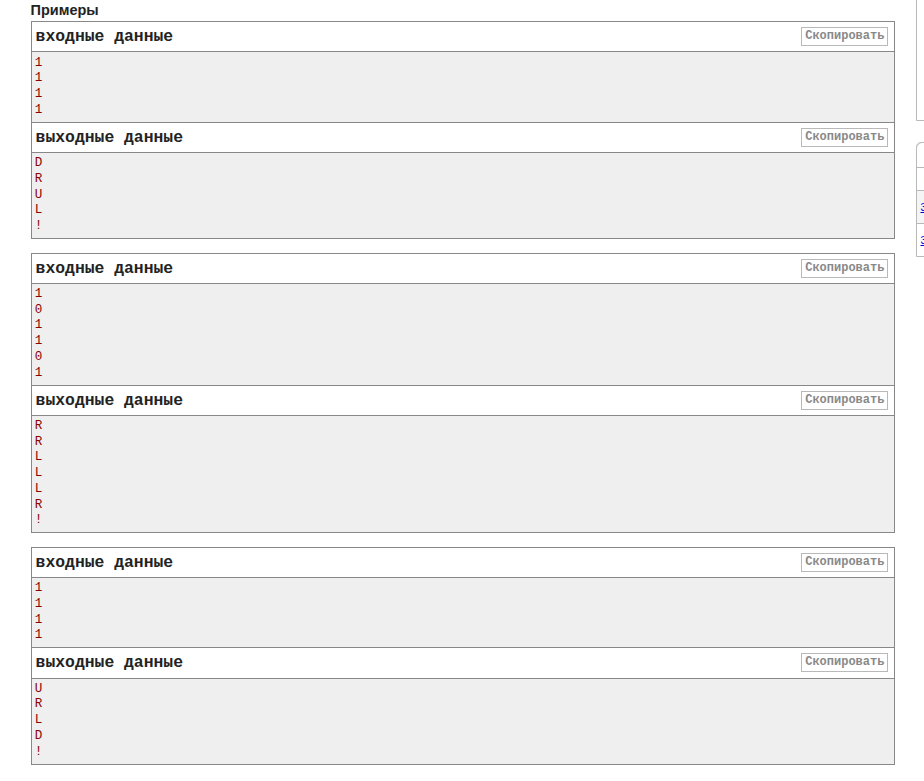 Примеры
входные данные
Скопировать
1
1
1
1
выходные данные
Скопировать
D
R
U
L
!
входные данные
Скопировать
1
0
1
1
0
1
выходные данные
Скопировать
R
R
L
L
L
R
!
входные данные
Скопировать
1
1
1
1
выходные данные
Скопировать
U
R
L
D
!